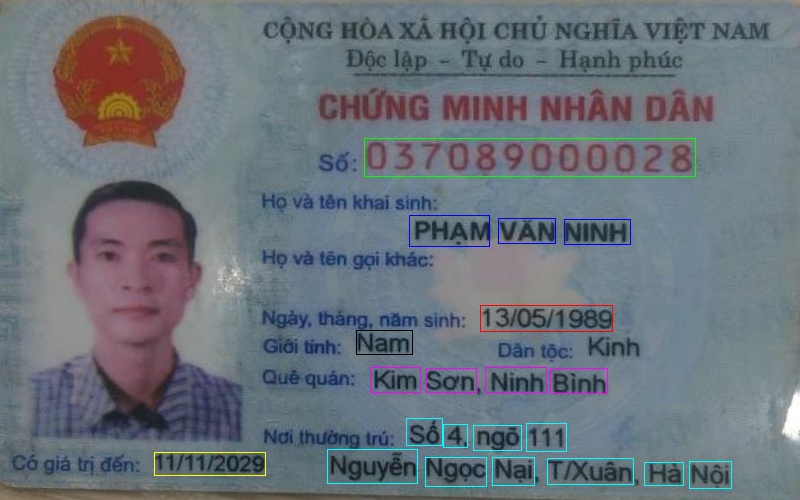 CỘNG HÒA XÃ HỘI CHỦ NGHĨA VIỆT NAM
Độc lập - Tự do - Hạnh phúc
CHỨNG MINH NHÂN DÂN
Số: 037089000028
Họ và tên khai sinh:
PHẠM VĂN NINH
Họ và tên gọi khác:
Ngày, tháng, năm sinh: 13/05/1989
Giới tính: Nam Dân tộc: Kinh
Quê quán: Kim Sơn, Ninh Bình
Nơi thường trú: Số 4, ngõ 111
Nguyễn Ngọc Nại, T/Xuân, Hà Nội
Có giá trị đến: 11/11/2029